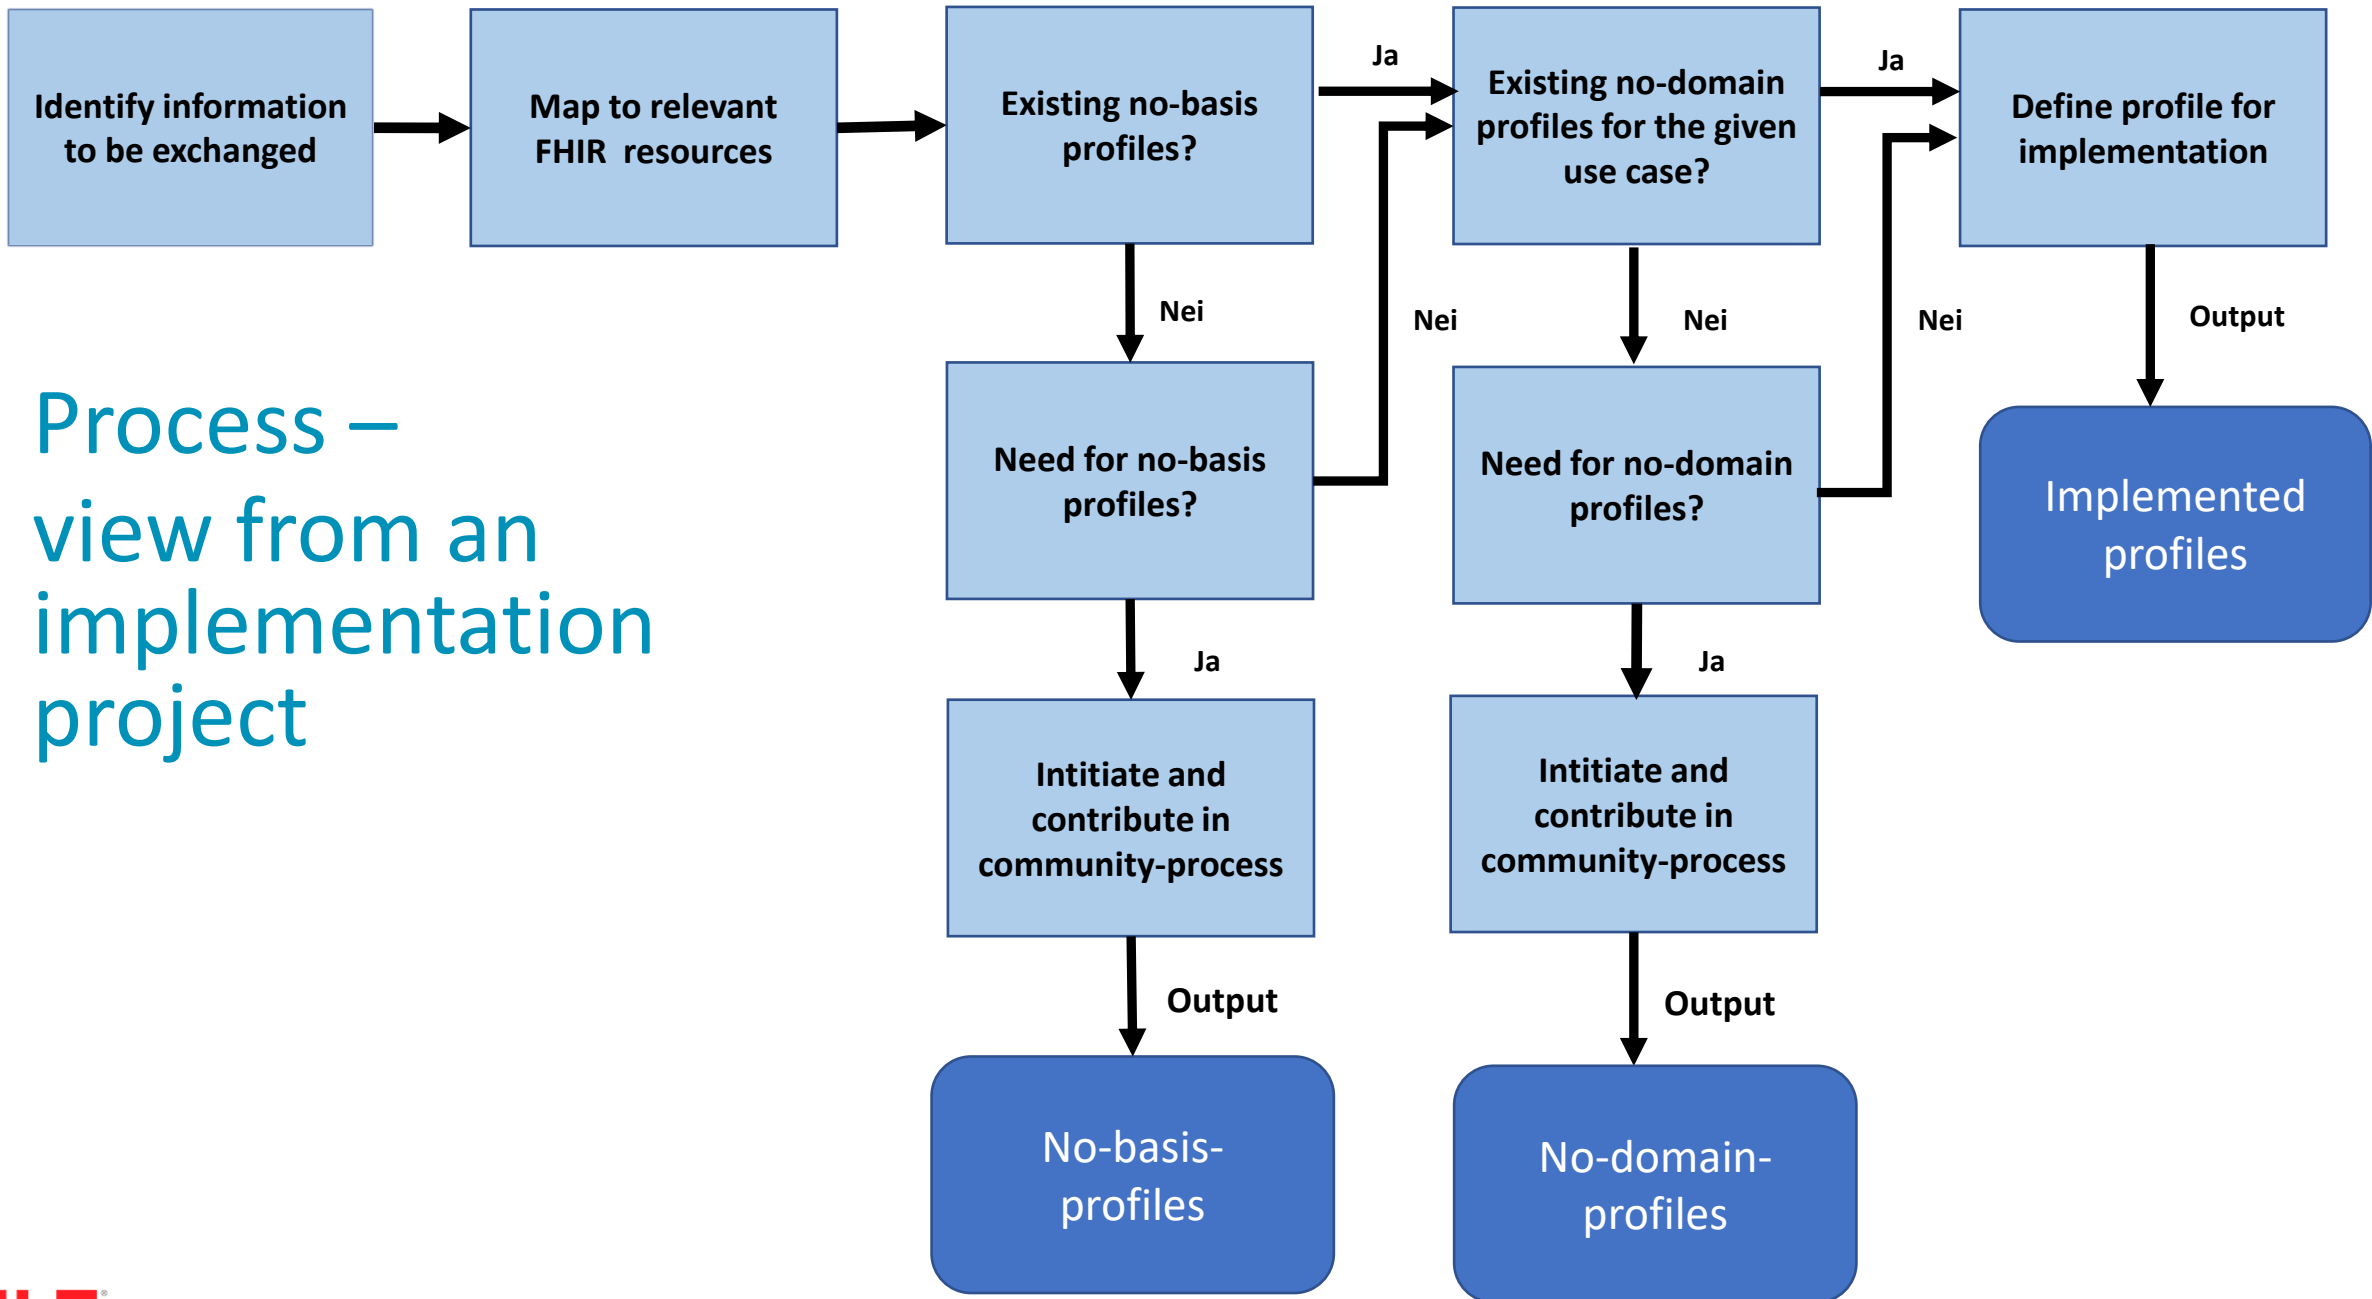 Identify information
to be exchanged
Map to relevant
FHIR resources
Existing no-basis
profiles?
Ja
Existing no-domain
profiles for the given
use case?
Ja
Define profile for
implementation
Nei
Nei
Nei
Nei
Output
Process –
view from an
implementation
project
Need for no-basis
profiles?
Need for no-domain
profiles?
Implemented
profiles
Ja
Ja
Intitiate and
contribute in
community-process
Intitiate and
contribute in
community-process
Output
Output
No-basis-
profiles
No-domain-
profiles